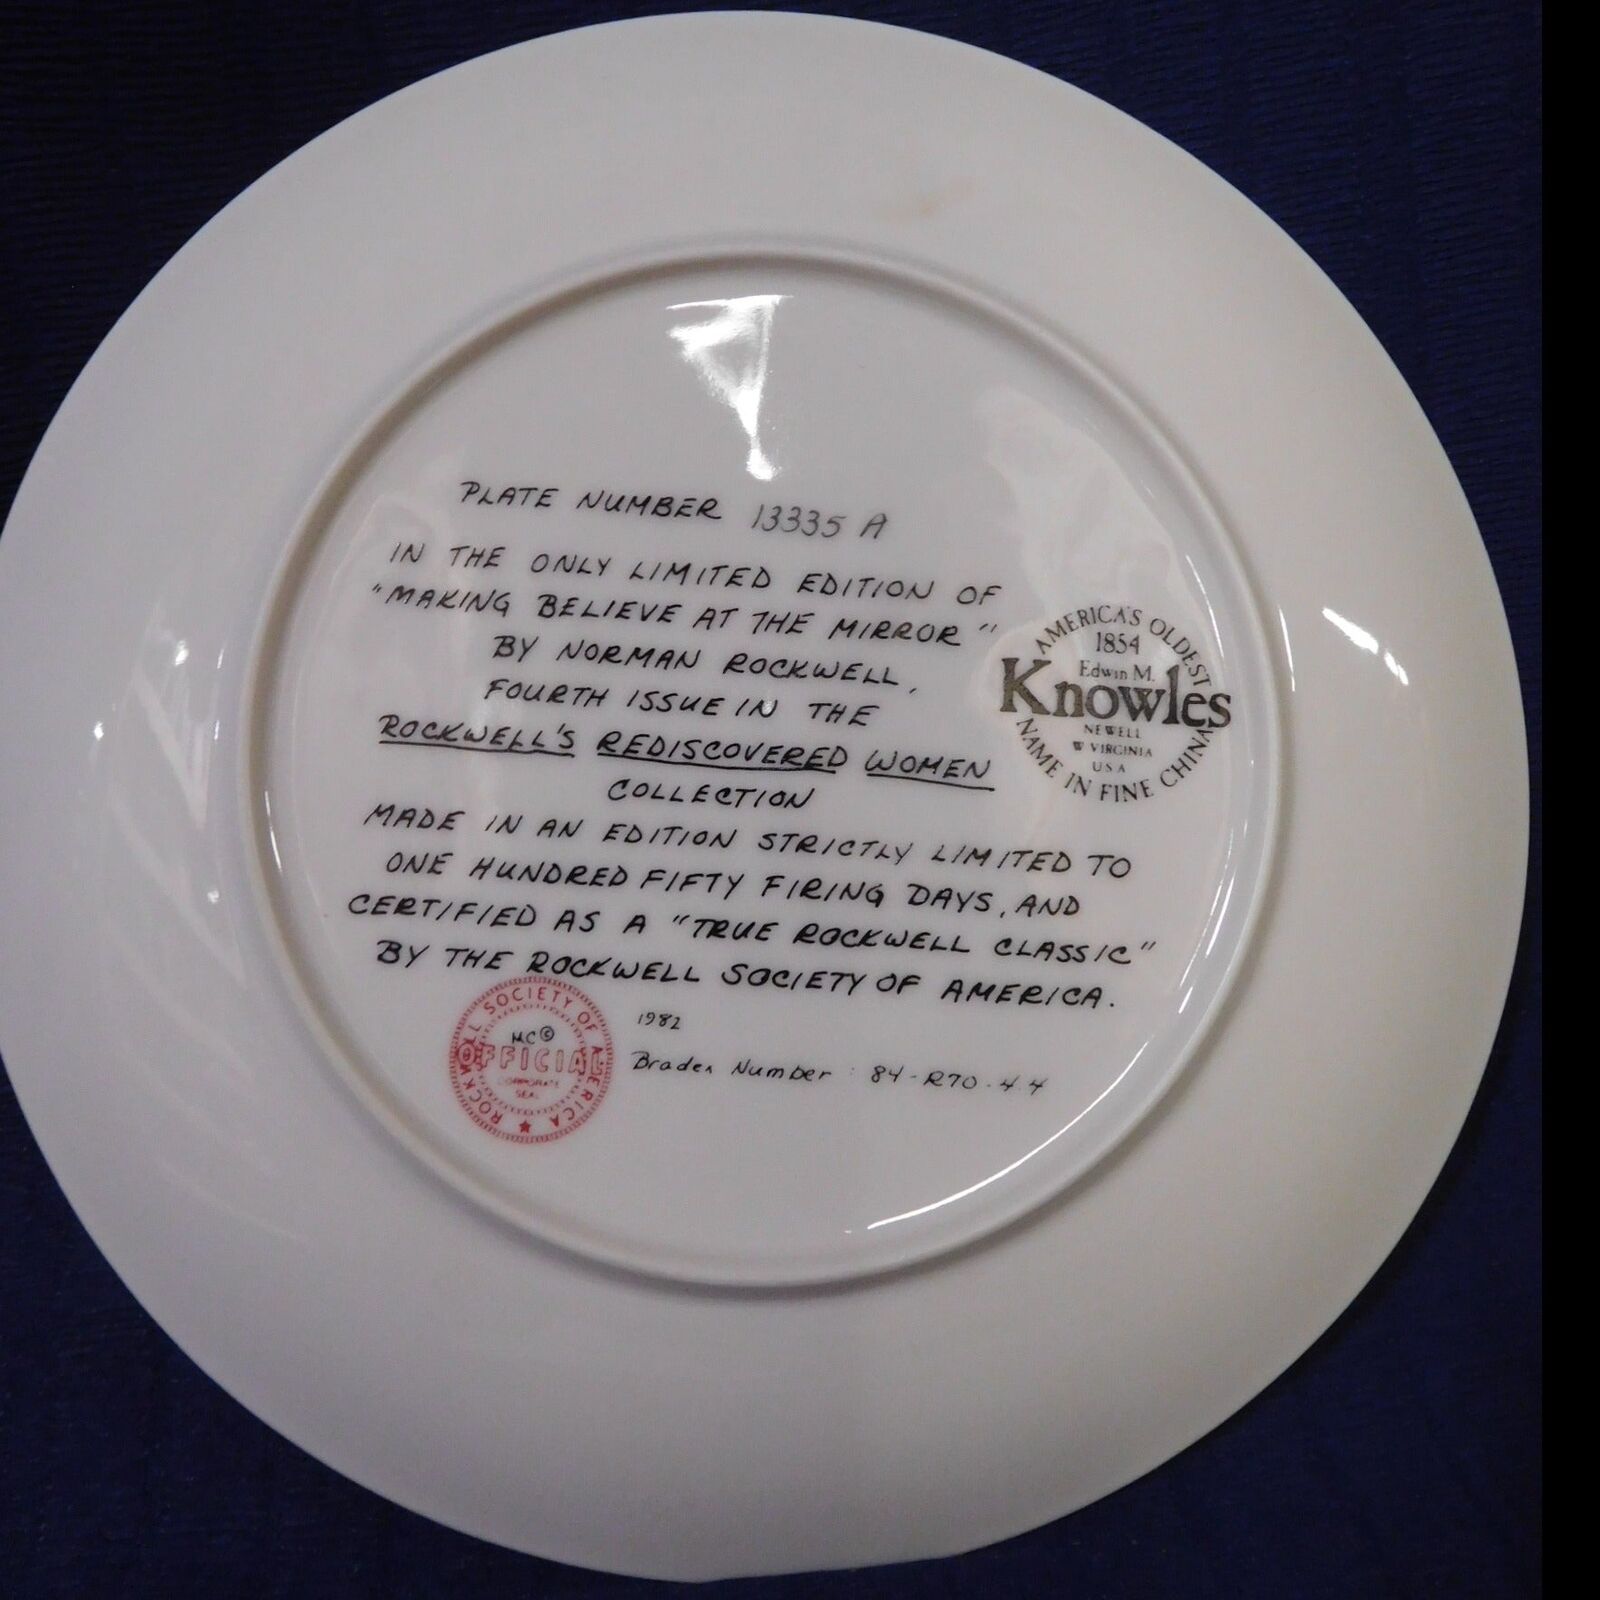 PLATE NUMBER 13335 A
IN THE ONLY LIMITED EDITION OF
"MAKING BELIEVE AT THE MIRROR"
BY NORMAN ROCKWELL,
FOURTH ISSUE IN THE
ROCKWELL'S REDISCOVERED WOMEN
COLLECTION
MADE IN AN EDITION STRICTLY LIMITED TO
ONE HUNDRED FIFTY FIRING DAYS, AND
CERTIFIED AS A "TRUE ROCKWELL CLASSIC"
BY THE ROCKWELL SOCIETY OF AMERICA.
1982
Bradex Number: 84-R70-4.4
AMERICA'S OLDEST
1854
Edwin M.
Knowles
NEWELL
W VIRGINIA
USA
NAME IN FINE CHINA
ROCKWELL SOCIETY OF AMERICA
MC©
OFFICIAL
CORPORATE
SEAL